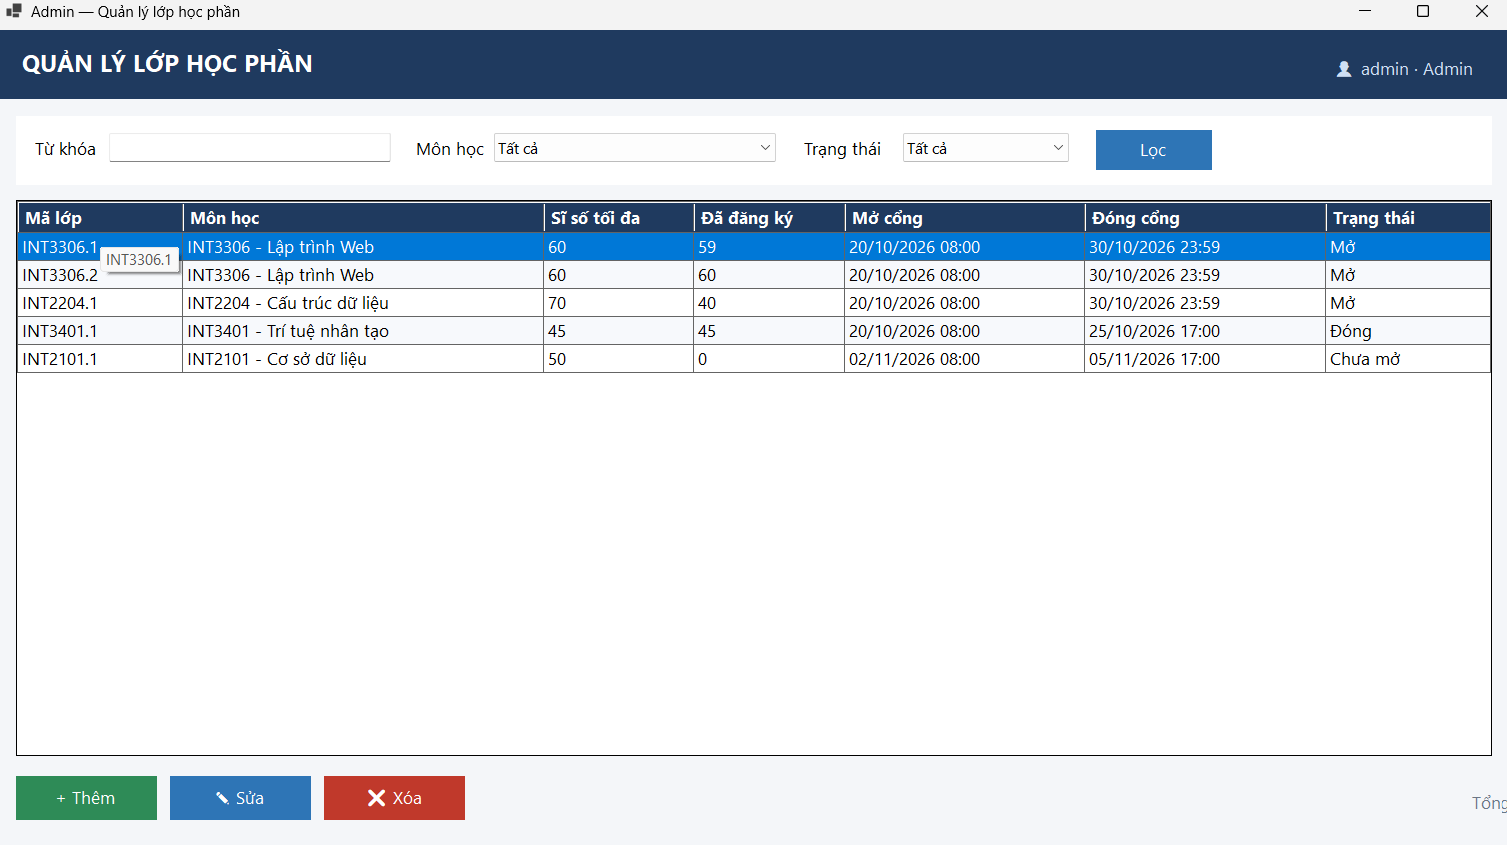 Admin — Quản lý lớp học phần
QUẢN LÝ LỚP HỌC PHẦN
admin · Admin
Từ khóa Môn học Tất cả Trạng thái Tất cả Lọc
Mã lớp Môn học Sĩ số tối đa Đã đăng ký Mở cổng Đóng cổng Trạng thái
INT3306.1 INT3306 - Lập trình Web 60 59 20/10/2026 08:00 30/10/2026 23:59 Mở
INT3306.1
INT3306.2 INT3306 - Lập trình Web 60 60 20/10/2026 08:00 30/10/2026 23:59 Mở
INT2204.1 INT2204 - Cấu trúc dữ liệu 70 40 20/10/2026 08:00 30/10/2026 23:59 Mở
INT3401.1 INT3401 - Trí tuệ nhân tạo 45 45 20/10/2026 08:00 25/10/2026 17:00 Đóng
INT2101.1 INT2101 - Cơ sở dữ liệu 50 0 02/11/2026 08:00 05/11/2026 17:00 Chưa mở
+ Thêm Sửa Xóa Tổng